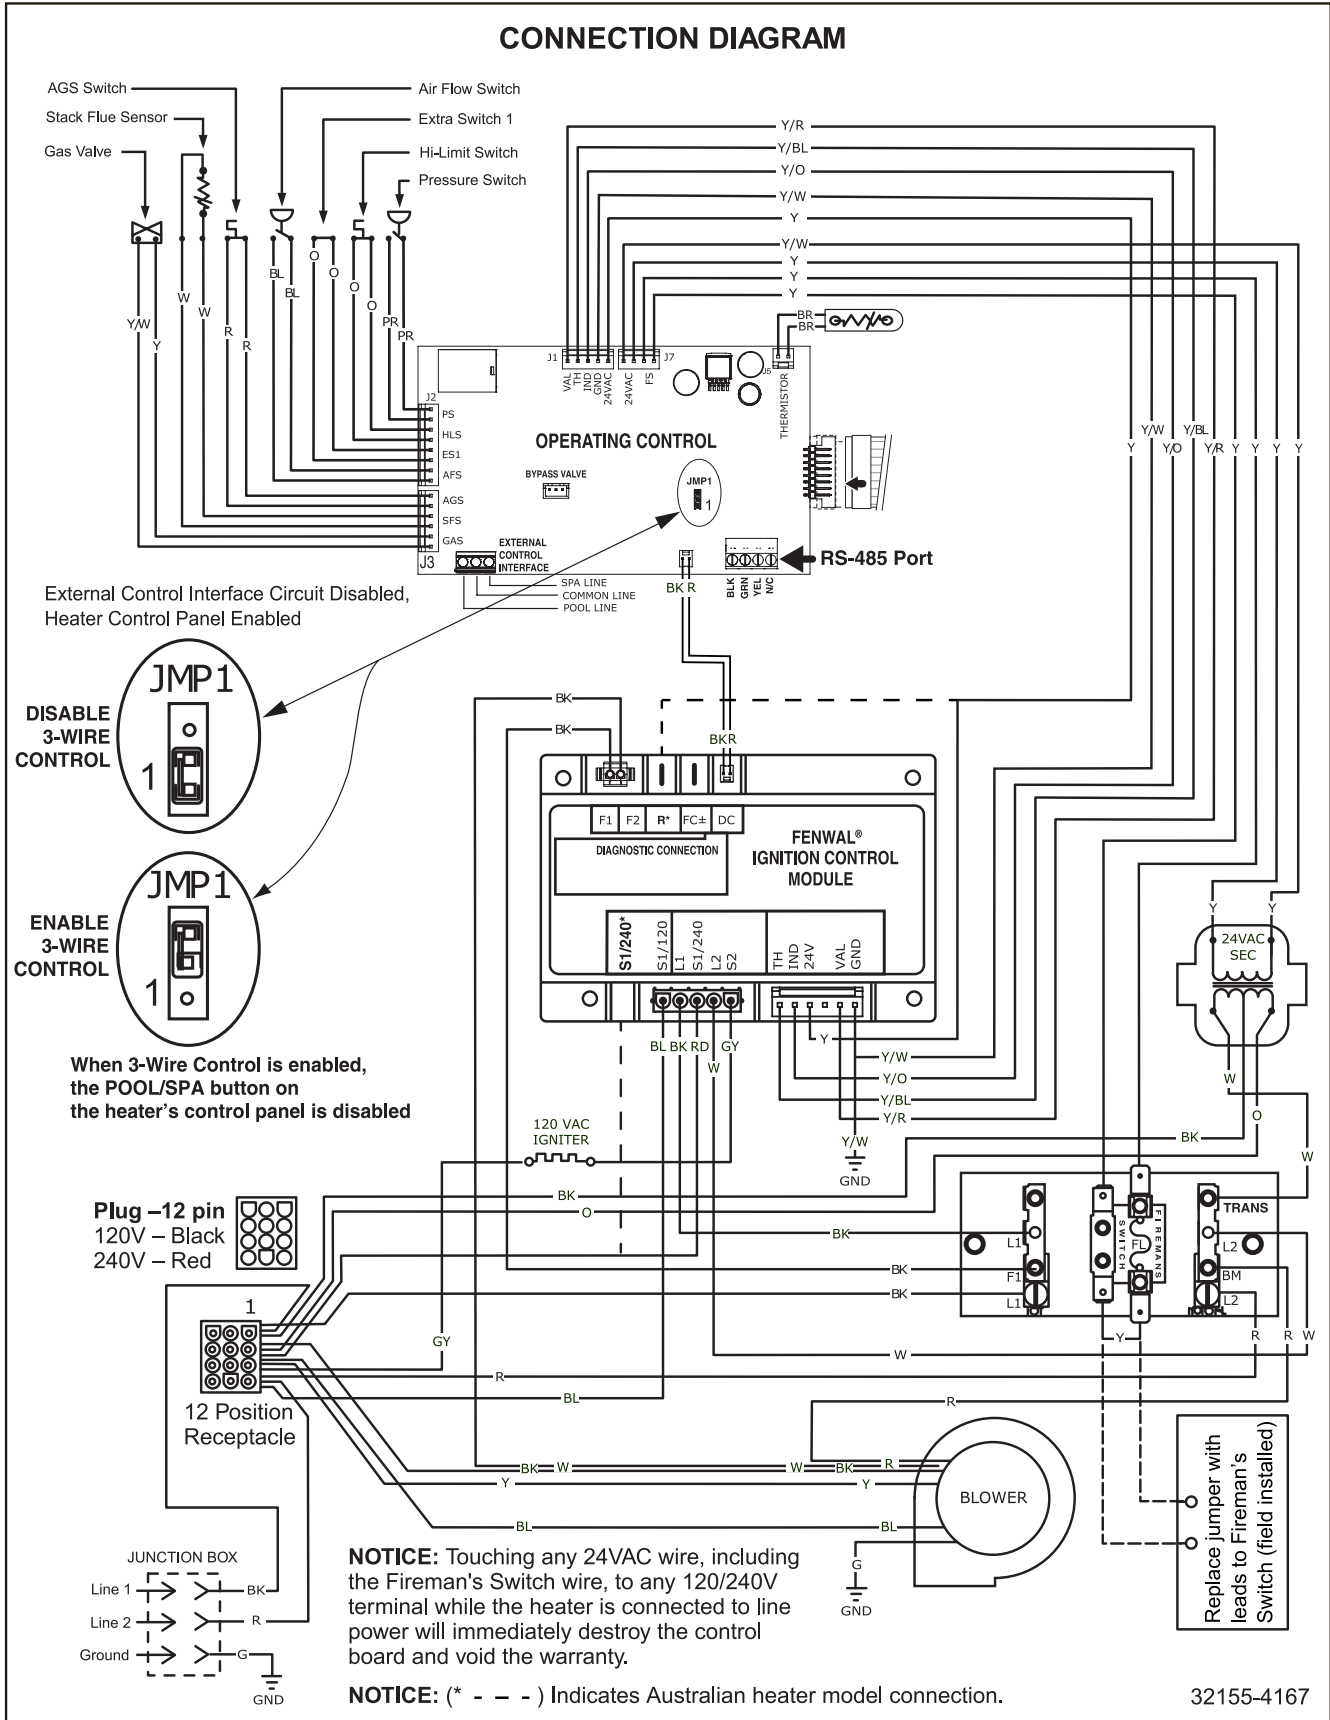 CONNECTION DIAGRAM
AGS Switch
Stack Flue Sensor
Gas Valve
Air Flow Switch
Extra Switch 1
Hi-Limit Switch
Pressure Switch
Y/R
Y/BL
Y/O
Y/W
Y
Y/W
Y
Y
Y
BR
BR
Y/W
Y
W
W
R
R
BL
BL
O
O
O
O
PR
PR
J1
VAL
TH
IND
GND
24VAC
24VAC
FS
J7
J5
THERMISTOR
J2
PS
HLS
ES1
AFS
AGS
SFS
GAS
J3
OPERATING CONTROL
BYPASS VALVE
JMP1
1
EXTERNAL
CONTROL
INTERFACE
SPA LINE
COMMON LINE
POOL LINE
BK R
BLK
GRN
YEL
N/C
RS-485 Port
Y
Y/W
Y/O
Y/BL
Y/R
Y
Y
Y
Y
External Control Interface Circuit Disabled,
Heater Control Panel Enabled
JMP1
1
DISABLE
3-WIRE
CONTROL
JMP1
1
ENABLE
3-WIRE
CONTROL
When 3-Wire Control is enabled,
the POOL/SPA button on
the heater's control panel is disabled
BK
BK
BKR
F1
F2
R*
FC±
DC
DIAGNOSTIC CONNECTION
FENWAL®
IGNITION CONTROL
MODULE
S1/240*
S1/120
L1
S1/240
L2
S2
TH
IND
24V
VAL
GND
BL
BK
RD
W
GY
Y
Y/W
Y/O
Y/BL
Y/R
Y/W
GND
Y
Y
24VAC
SEC
W
O
W
BK
120 VAC
IGNITER
BK
O
Plug –12 pin
120V – Black
240V – Red
1
12 Position
Receptacle
GY
BK
BK
BK
L1
F1
L1
SWITCH
FL
FIREMANS
TRANS
L2
BM
L2
Y
R
R
W
W
R
BL
R
BK
W
W
BK
R
Y
Y
BL
BL
BLOWER
G
GND
Replace jumper with
leads to Fireman's
Switch (field installed)
JUNCTION BOX
Line 1
BK
Line 2
R
Ground
G
GND
NOTICE: Touching any 24VAC wire, including
the Fireman's Switch wire, to any 120/240V
terminal while the heater is connected to line
power will immediately destroy the control
board and void the warranty.
NOTICE: (* - – – - ) Indicates Australian heater model connection.
32155-4167